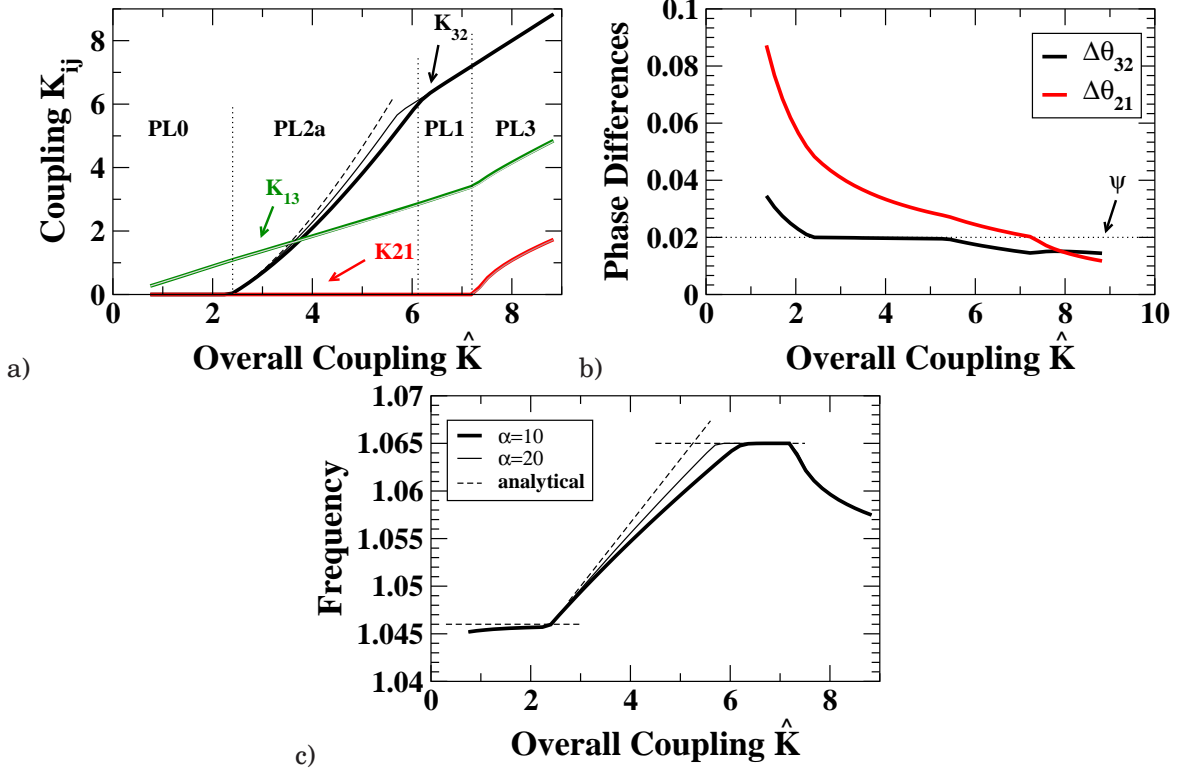 a)
Coupling K_ij
8
6
4
2
0
K_32
PL0
PL2a
PL1
PL3
K_13
K21
0 2 4 6 8
Overall Coupling K̂
b)
Phase Differences
0.1
0.08
0.06
0.04
0.02
0
Δθ_32
Δθ_21
ψ
0 2 4 6 8 10
Overall Coupling K̂
c)
Frequency
1.07
1.065
1.06
1.055
1.05
1.045
1.04
α=10
α=20
analytical
0 2 4 6 8
Overall Coupling K̂